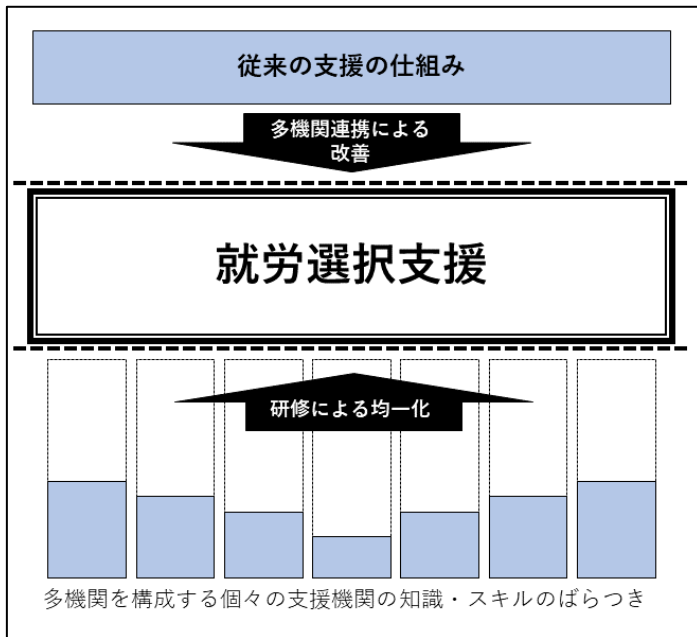 従来の支援の仕組み
多機関連携による
改善
就労選択支援
研修による均一化
多機関を構成する個々の支援機関の知識・スキルのばらつき